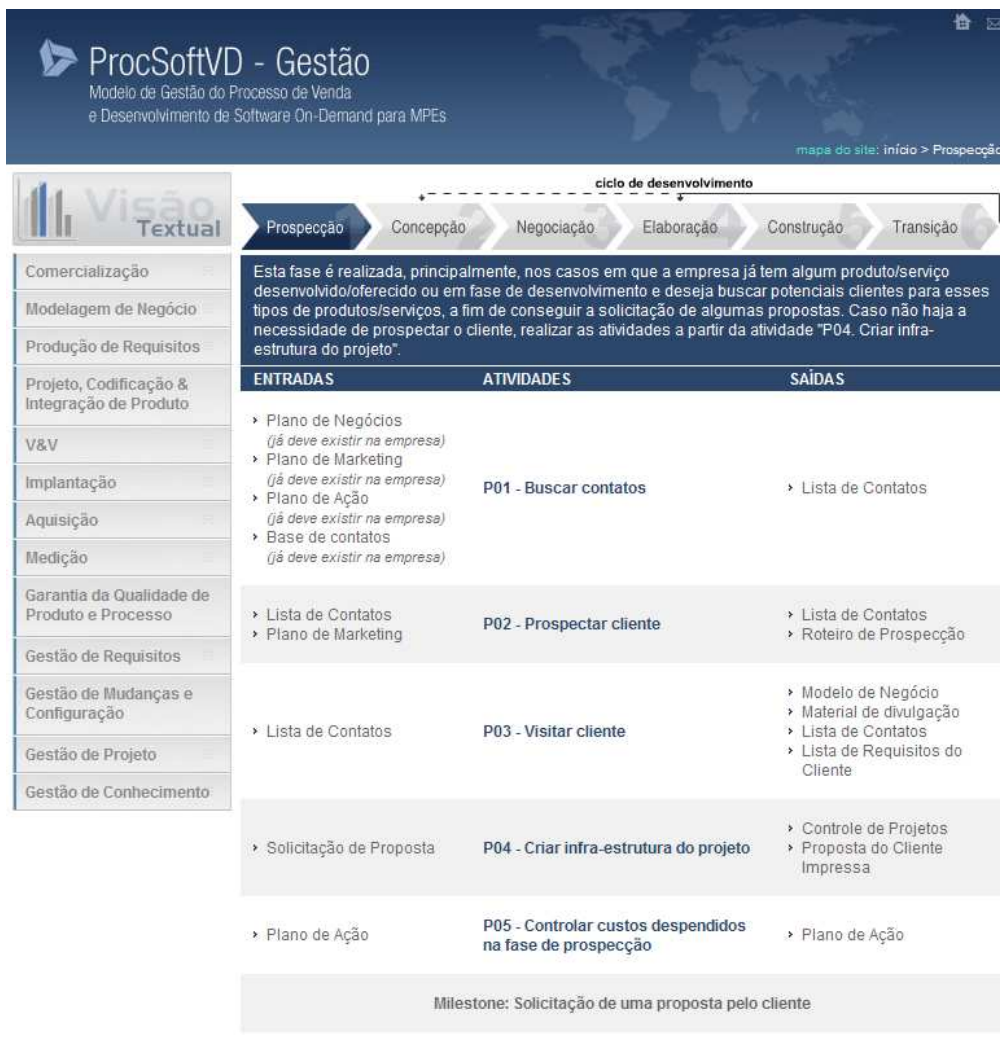 ProcSoftVD - Gestão
Modelo de Gestão do Processo de Venda
e Desenvolvimento de Software On-Demand para MPEs
mapa do site: início > Prospecção
Visão
Textual
ciclo de desenvolvimento
Prospecção 1
Concepção 2
Negociação 3
Elaboração 4
Construção 5
Transição 6
Comercialização
Modelagem de Negócio
Produção de Requisitos
Projeto, Codificação &
Integração de Produto
V&V
Implantação
Aquisição
Medição
Garantia da Qualidade de
Produto e Processo
Gestão de Requisitos
Gestão de Mudanças e
Configuração
Gestão de Projeto
Gestão de Conhecimento
Esta fase é realizada, principalmente, nos casos em que a empresa já tem algum produto/serviço
desenvolvido/oferecido ou em fase de desenvolvimento e deseja buscar potenciais clientes para esses
tipos de produtos/serviços, a fim de conseguir a solicitação de algumas propostas. Caso não haja a
necessidade de prospectar o cliente, realizar as atividades a partir da atividade "P04. Criar infra-
estrutura do projeto".
ENTRADAS ATIVIDADES SAÍDAS
Plano de Negócios
(já deve existir na empresa)
Plano de Marketing
(já deve existir na empresa)
Plano de Ação
(já deve existir na empresa)
Base de contatos
(já deve existir na empresa)
P01 - Buscar contatos
Lista de Contatos
Lista de Contatos
Plano de Marketing
P02 - Prospectar cliente
Lista de Contatos
Roteiro de Prospecção
Lista de Contatos
P03 - Visitar cliente
Modelo de Negócio
Material de divulgação
Lista de Contatos
Lista de Requisitos do
Cliente
Solicitação de Proposta
P04 - Criar infra-estrutura do projeto
Controle de Projetos
Proposta do Cliente
Impressa
Plano de Ação
P05 - Controlar custos despendidos
na fase de prospecção
Plano de Ação
Milestone: Solicitação de uma proposta pelo cliente